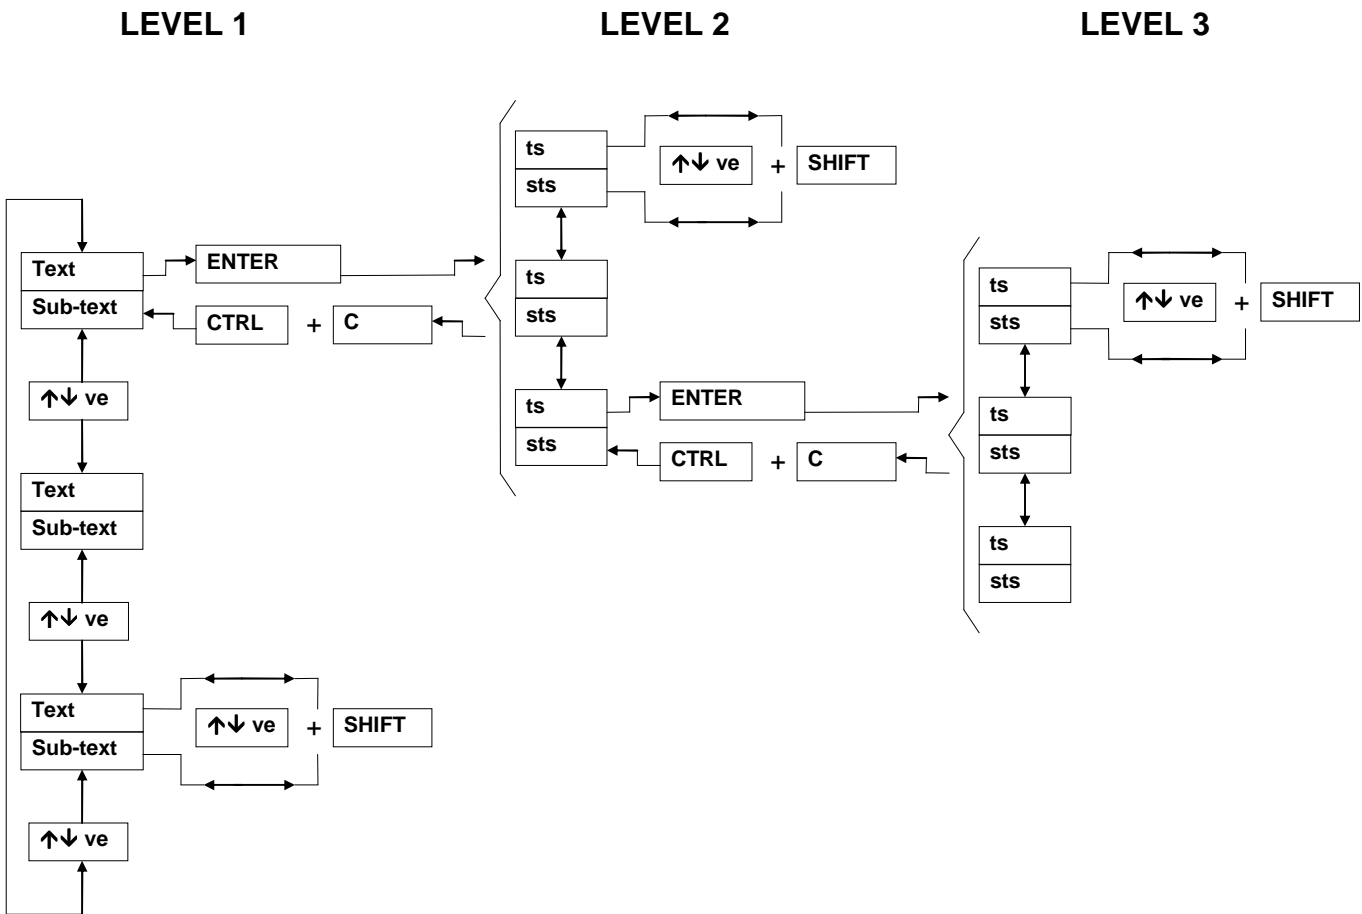 LEVEL 1 LEVEL 2 LEVEL 3
ts
↑↓ ve + SHIFT
sts
Text
ENTER
Sub-text
CTRL + C
ts
sts
ts
↑↓ ve + SHIFT
sts
↑↓ ve
ts
ENTER
sts
CTRL + C
ts
sts
Text
Sub-text
ts
sts
↑↓ ve
Text
↑↓ ve + SHIFT
Sub-text
↑↓ ve